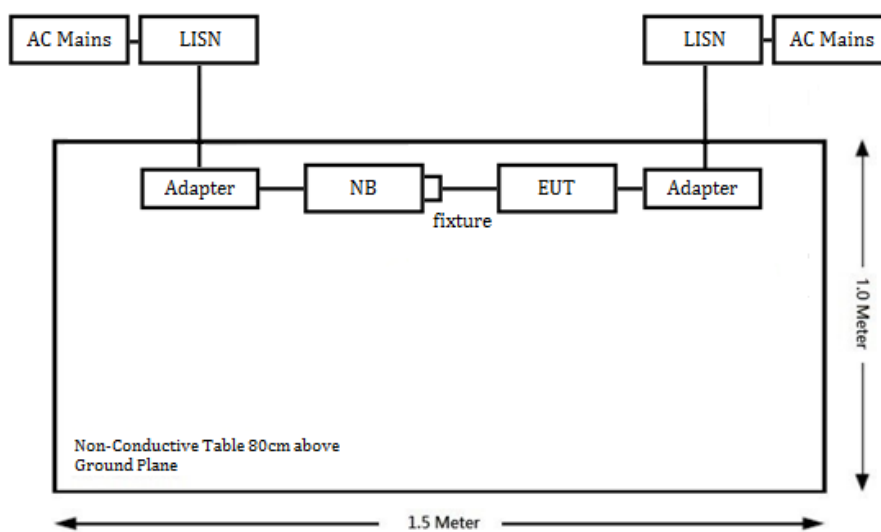 AC Mains
LISN
LISN
AC Mains
Adapter
NB
EUT
Adapter
fixture
1.0 Meter
Non-Conductive Table 80cm above
Ground Plane
1.5 Meter